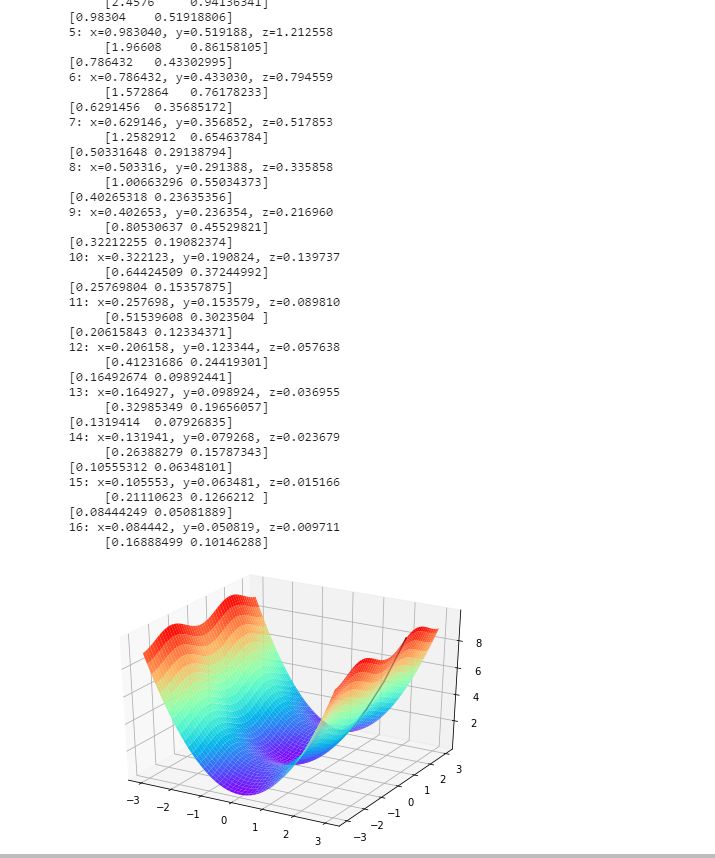 [2.4576     0.94136341]
[0.98304    0.51918806]
5: x=0.983040, y=0.519188, z=1.212558
[1.96608    0.86158105]
[0.786432   0.43302995]
6: x=0.786432, y=0.433030, z=0.794559
[1.572864   0.76178233]
[0.6291456  0.35685172]
7: x=0.629146, y=0.356852, z=0.517853
[1.2582912  0.65463784]
[0.50331648 0.29138794]
8: x=0.503316, y=0.291388, z=0.335858
[1.00663296 0.55034373]
[0.40265318 0.23635356]
9: x=0.402653, y=0.236354, z=0.216960
[0.80530637 0.45529821]
[0.32212255 0.19082374]
10: x=0.322123, y=0.190824, z=0.139737
[0.64424509 0.37244992]
[0.25769804 0.15357875]
11: x=0.257698, y=0.153579, z=0.089810
[0.51539608 0.3023504 ]
[0.20615843 0.12334371]
12: x=0.206158, y=0.123344, z=0.057638
[0.41231686 0.24419301]
[0.16492674 0.09892441]
13: x=0.164927, y=0.098924, z=0.036955
[0.32985349 0.19656057]
[0.1319414  0.07926835]
14: x=0.131941, y=0.079268, z=0.023679
[0.26388279 0.15787343]
[0.10555312 0.06348101]
15: x=0.105553, y=0.063481, z=0.015166
[0.21110623 0.1266212 ]
[0.08444249 0.05081889]
16: x=0.084442, y=0.050819, z=0.009711
[0.16888499 0.10146288]
8
6
4
2
−3
−2
−1
0
1
2
3
−3
−2
−1
0
1
2
3